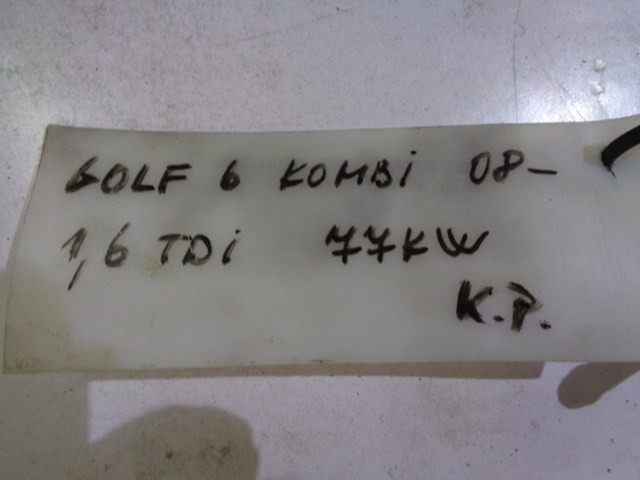 GOLF 6 KOMBi 08-
1,6 TDi 77KW
K.P.